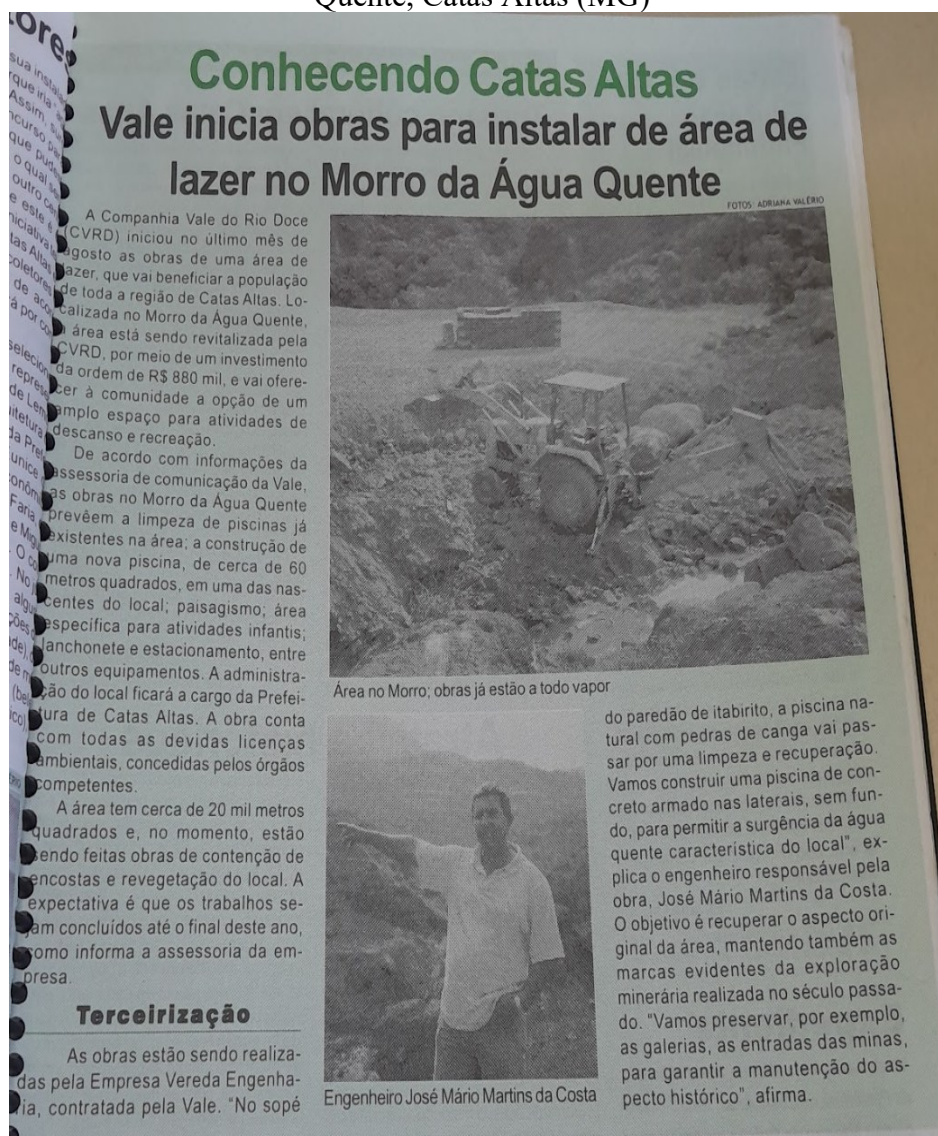 Quente, Catas Altas (MG)
Conhecendo Catas Altas
Vale inicia obras para instalar de área de
lazer no Morro da Água Quente
FOTOS: ADRIANA VALÉRIO
A Companhia Vale do Rio Doce
(CVRD) iniciou no último mês de
agosto as obras de uma área de
lazer, que vai beneficiar a população
de toda a região de Catas Altas. Lo-
calizada no Morro da Água Quente,
a área está sendo revitalizada pela
CVRD, por meio de um investimento
da ordem de R$ 880 mil, e vai ofere-
cer à comunidade a opção de um
amplo espaço para atividades de
descanso e recreação.
De acordo com informações da
assessoria de comunicação da Vale,
as obras no Morro da Água Quente
prevêem a limpeza de piscinas já
existentes na área; a construção de
uma nova piscina, de cerca de 60
metros quadrados, em uma das nas-
centes do local; paisagismo; área
específica para atividades infantis;
lanchonete e estacionamento, entre
outros equipamentos. A administra-
ção do local ficará a cargo da Prefei-
tura de Catas Altas. A obra conta
com todas as devidas licenças
ambientais, concedidas pelos órgãos
competentes.
A área tem cerca de 20 mil metros
quadrados e, no momento, estão
sendo feitas obras de contenção de
encostas e revegetação do local. A
expectativa é que os trabalhos se-
jam concluídos até o final deste ano,
como informa a assessoria da em-
presa.
Terceirização
As obras estão sendo realiza-
das pela Empresa Vereda Engenha-
ria, contratada pela Vale. "No sopé
Área no Morro; obras já estão a todo vapor
Engenheiro José Mário Martins da Costa
do paredão de itabirito, a piscina na-
tural com pedras de canga vai pas-
sar por uma limpeza e recuperação.
Vamos construir uma piscina de con-
creto armado nas laterais, sem fun-
do, para permitir a surgência da água
quente característica do local", ex-
plica o engenheiro responsável pela
obra, José Mário Martins da Costa.
O objetivo é recuperar o aspecto ori-
ginal da área, mantendo também as
marcas evidentes da exploração
minerária realizada no século passa-
do. "Vamos preservar, por exemplo,
as galerias, as entradas das minas,
para garantir a manutenção do as-
pecto histórico", afirma.